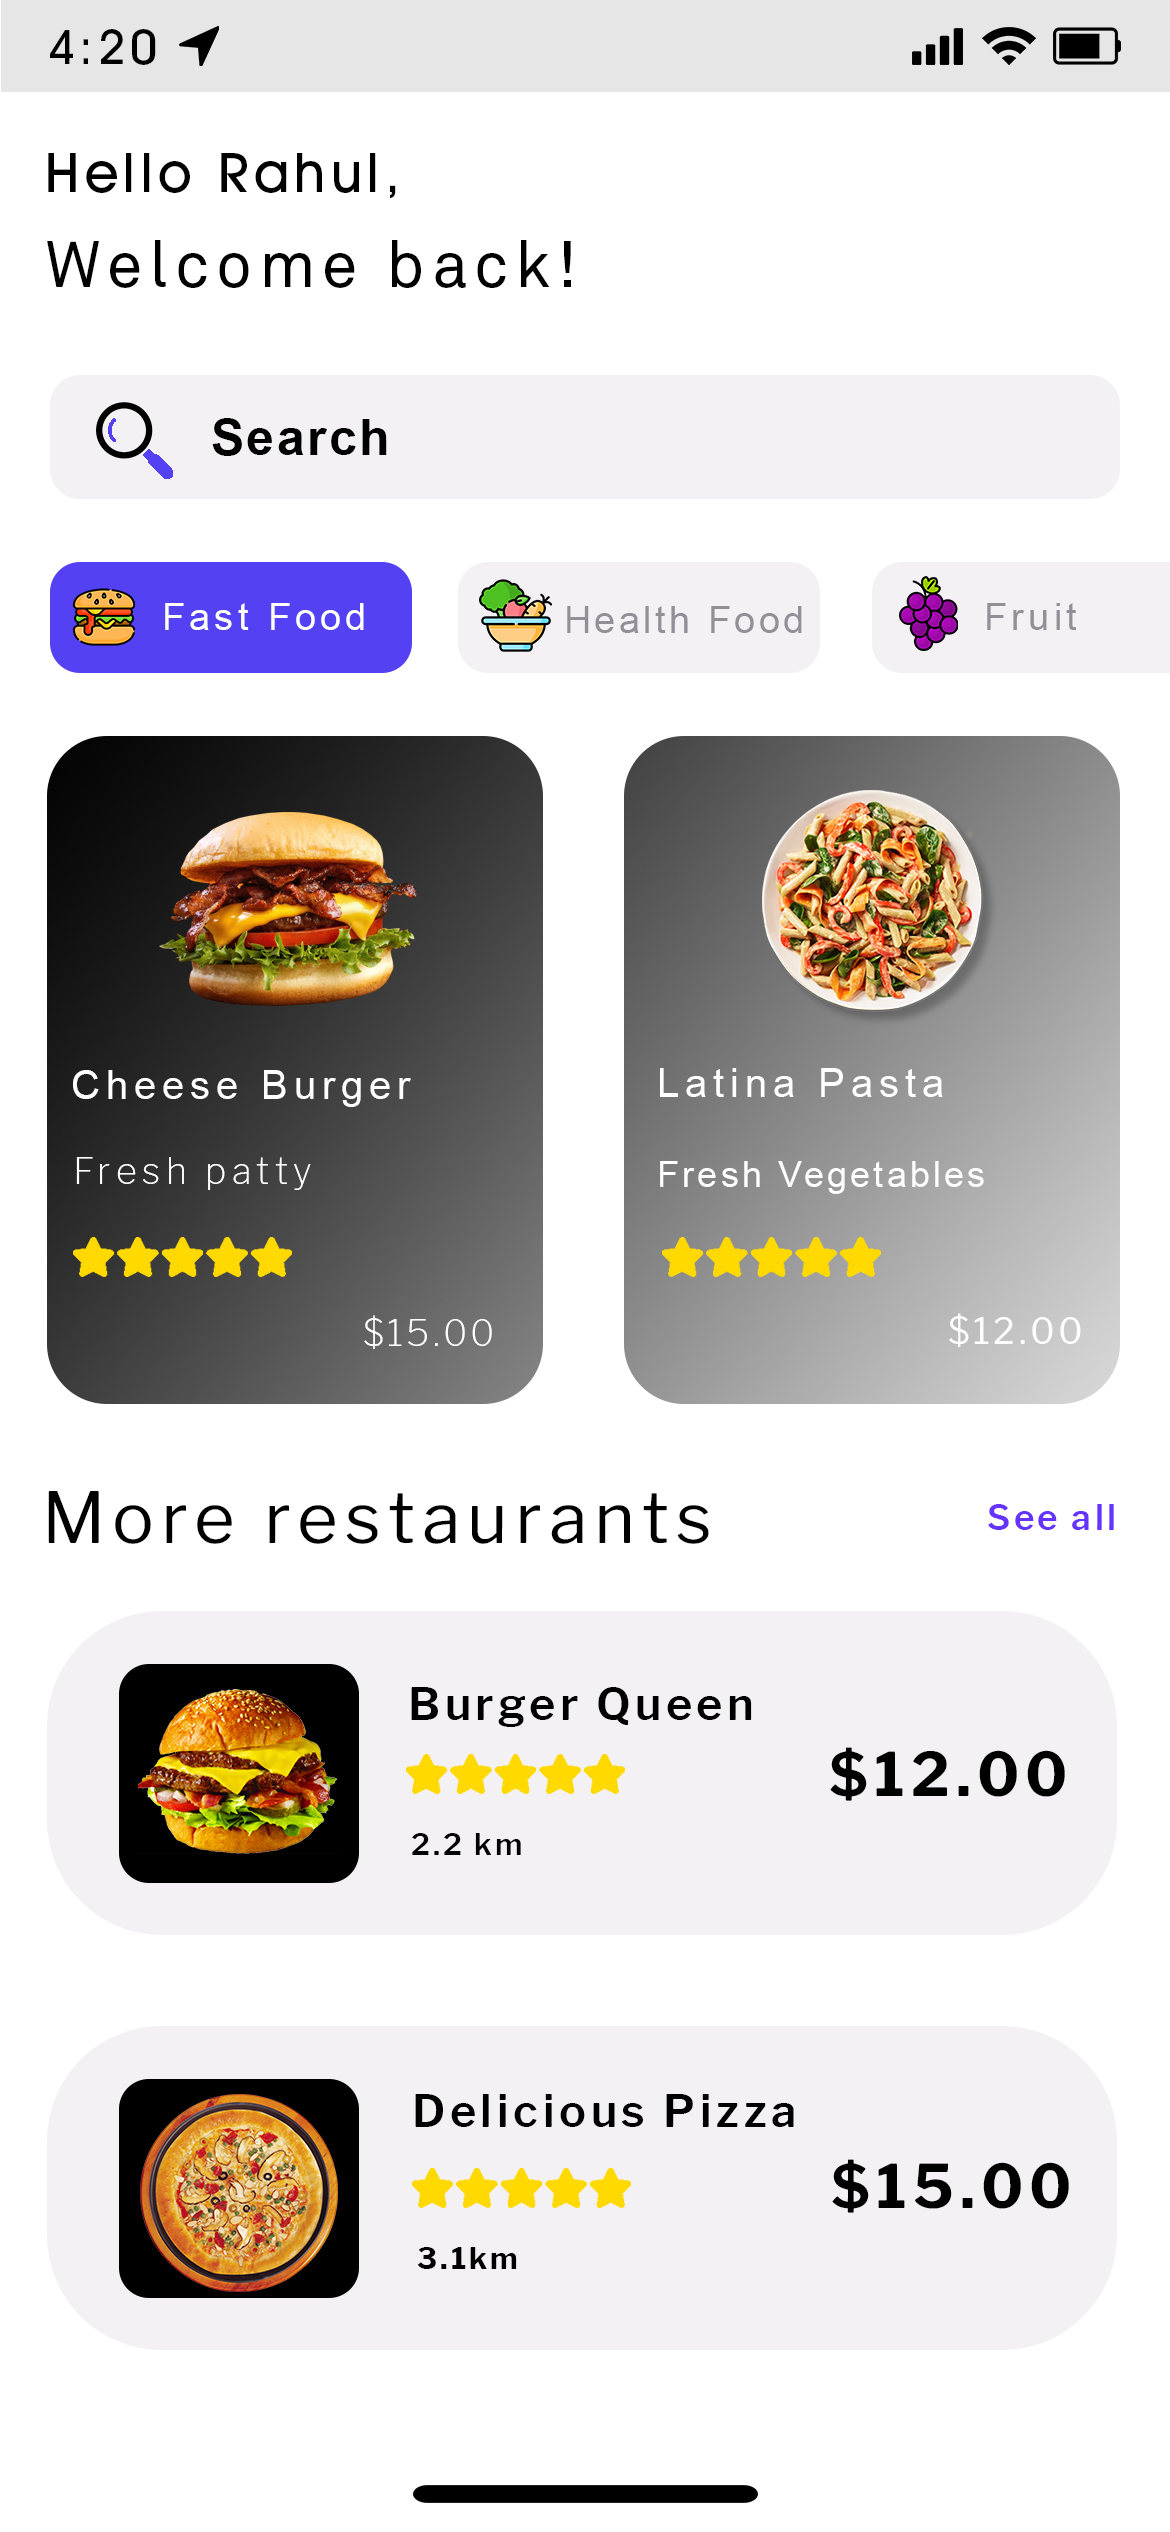 4:20
Hello Rahul,
Welcome back!
Search
Fast Food
Health Food
Fruit
Cheese Burger
Fresh patty
$15.00
Latina Pasta
Fresh Vegetables
$12.00
More restaurants
See all
Burger Queen
$12.00
2.2 km
Delicious Pizza
$15.00
3.1km